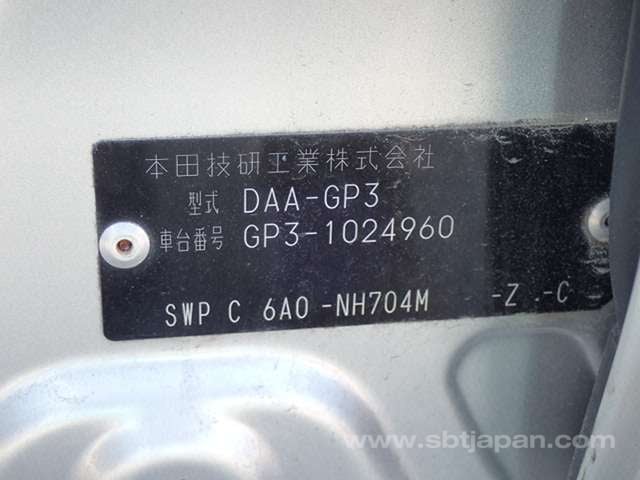 本田技研工業株式会社
型式 DAA-GP3
車台番号 GP3-1024960
SWP C 6A0 -NH704M -Z .-C -
www.sbtjapan.com